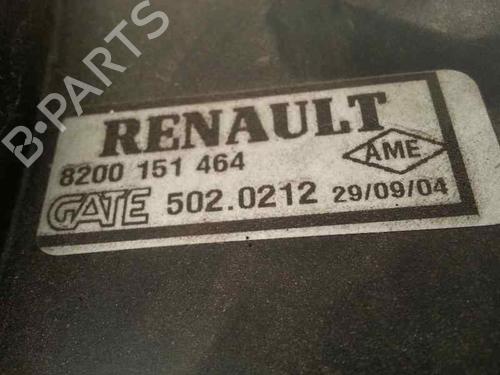 B-PARTS
RENAULT
8200 151 464
AME
GATE 502.0212 29/09/04